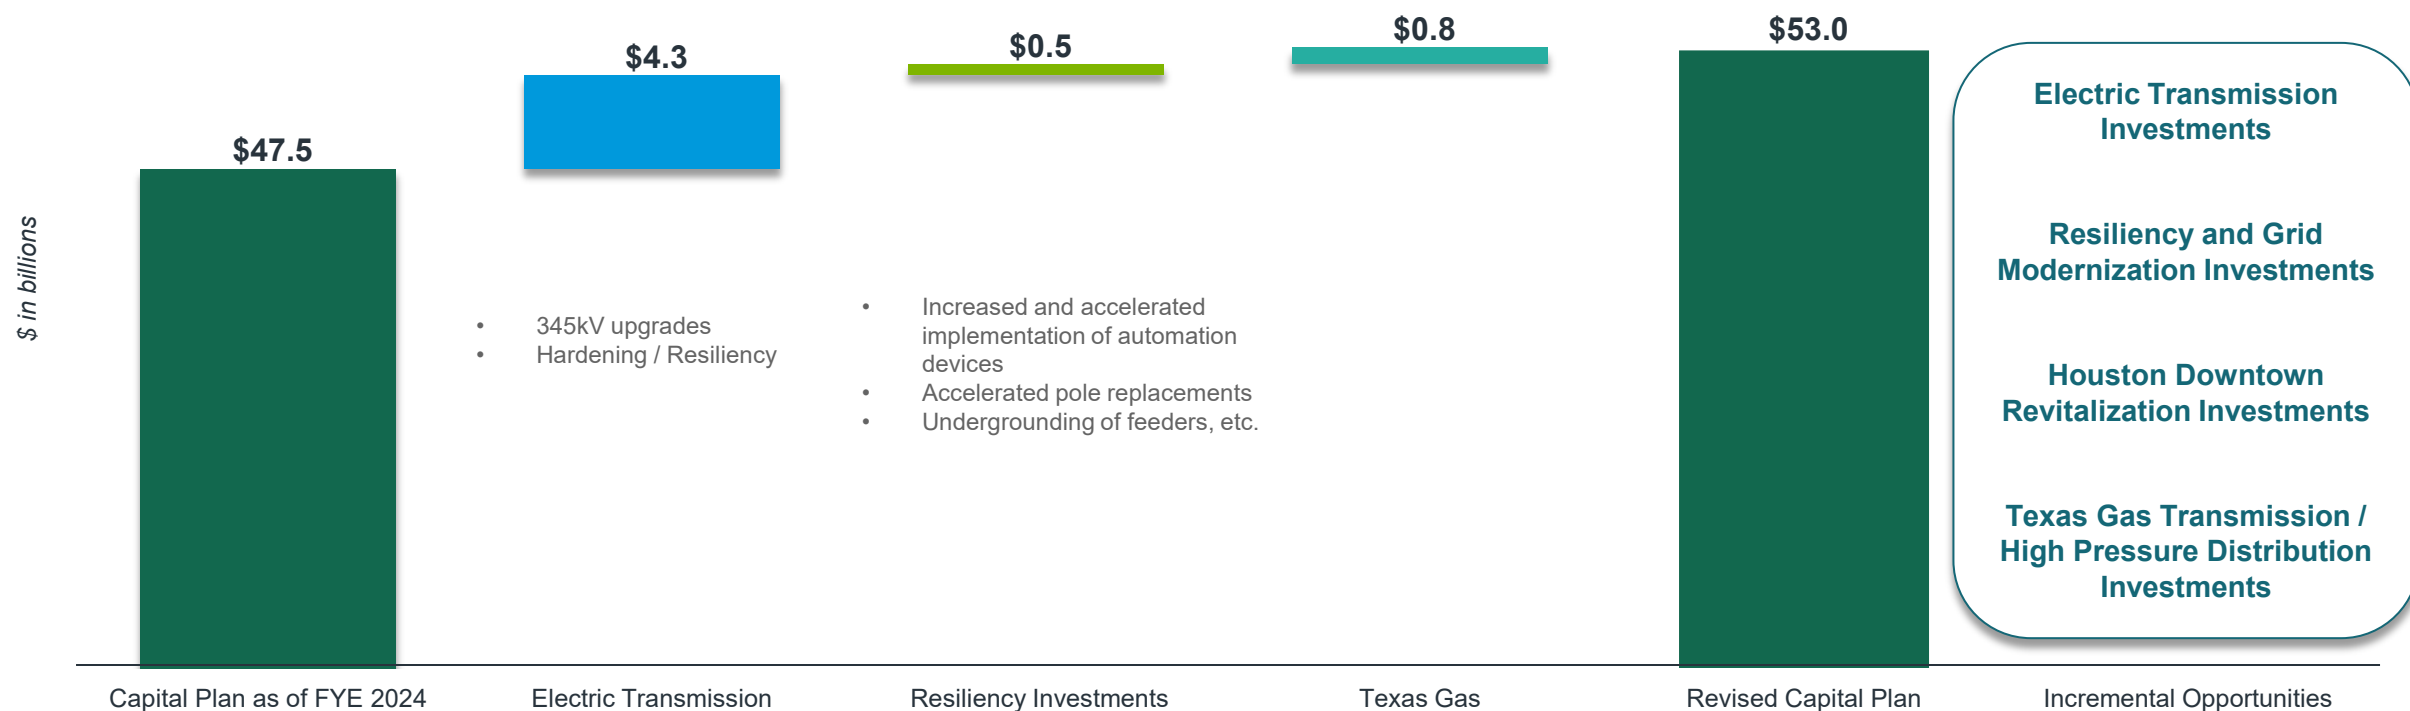 $ in billions
$47.5
$4.3
$0.5
$0.8
$53.0
• 345kV upgrades
• Hardening / Resiliency
• Increased and accelerated
implementation of automation
devices
• Accelerated pole replacements
• Undergrounding of feeders, etc.
Electric Transmission
Investments
Resiliency and Grid
Modernization Investments
Houston Downtown
Revitalization Investments
Texas Gas Transmission /
High Pressure Distribution
Investments
Capital Plan as of FYE 2024
Electric Transmission
Resiliency Investments
Texas Gas
Revised Capital Plan
Incremental Opportunities